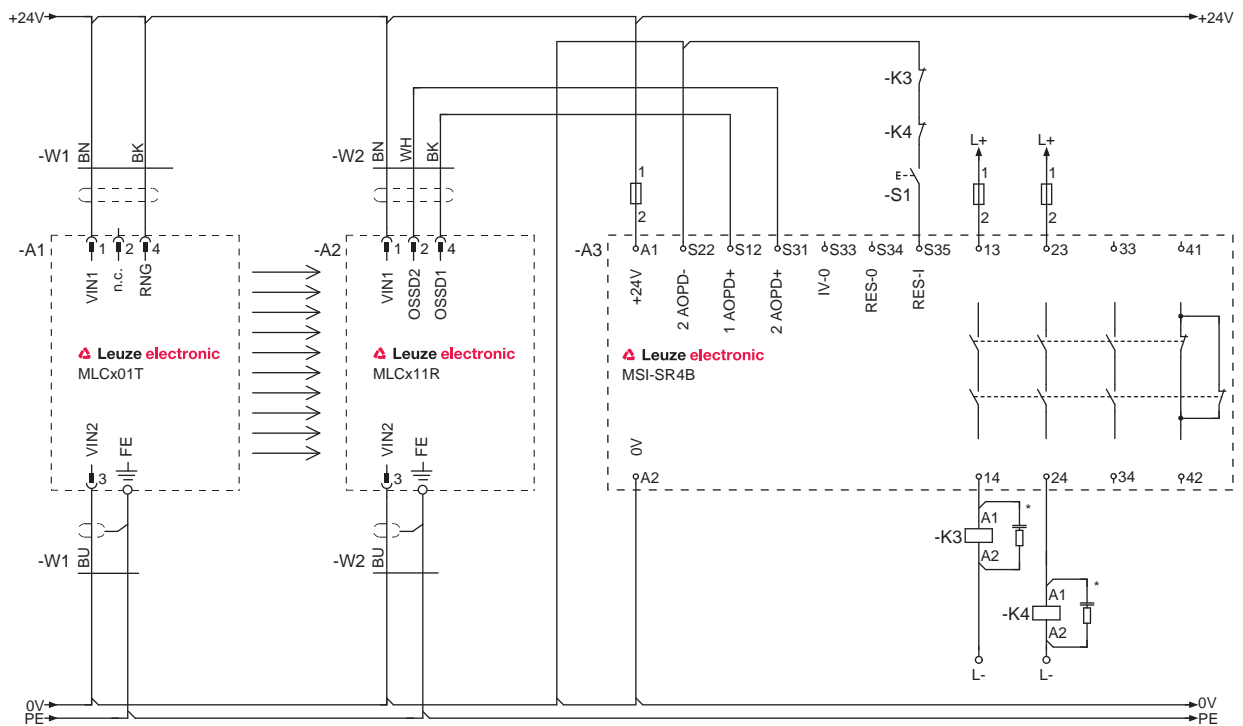 +24V
+24V
-K3
-K4
L+
L+
-W1
BN
BK
-W2
BN
WH
BK
E
-S1
1
2
1
2
1
2
-A1
1
2
4
-A2
1
2
4
-A3
A1
S22
S12
S31
S33
S34
S35
13
23
33
41
VIN1
n.c.
RNG
VIN1
OSSD2
OSSD1
+24V
2 AOPD-
1 AOPD+
2 AOPD+
IV-0
RES-0
RES-I
Leuze electronic
MLCx01T
Leuze electronic
MLCx11R
Leuze electronic
MSI-SR4B
VIN2
FE
VIN2
FE
0V
3
3
A2
14
24
34
42
-K3
A1
A2
*
-W1
BU
-W2
BU
-K4
A1
A2
*
L-
L-
0V
0V
PE
PE